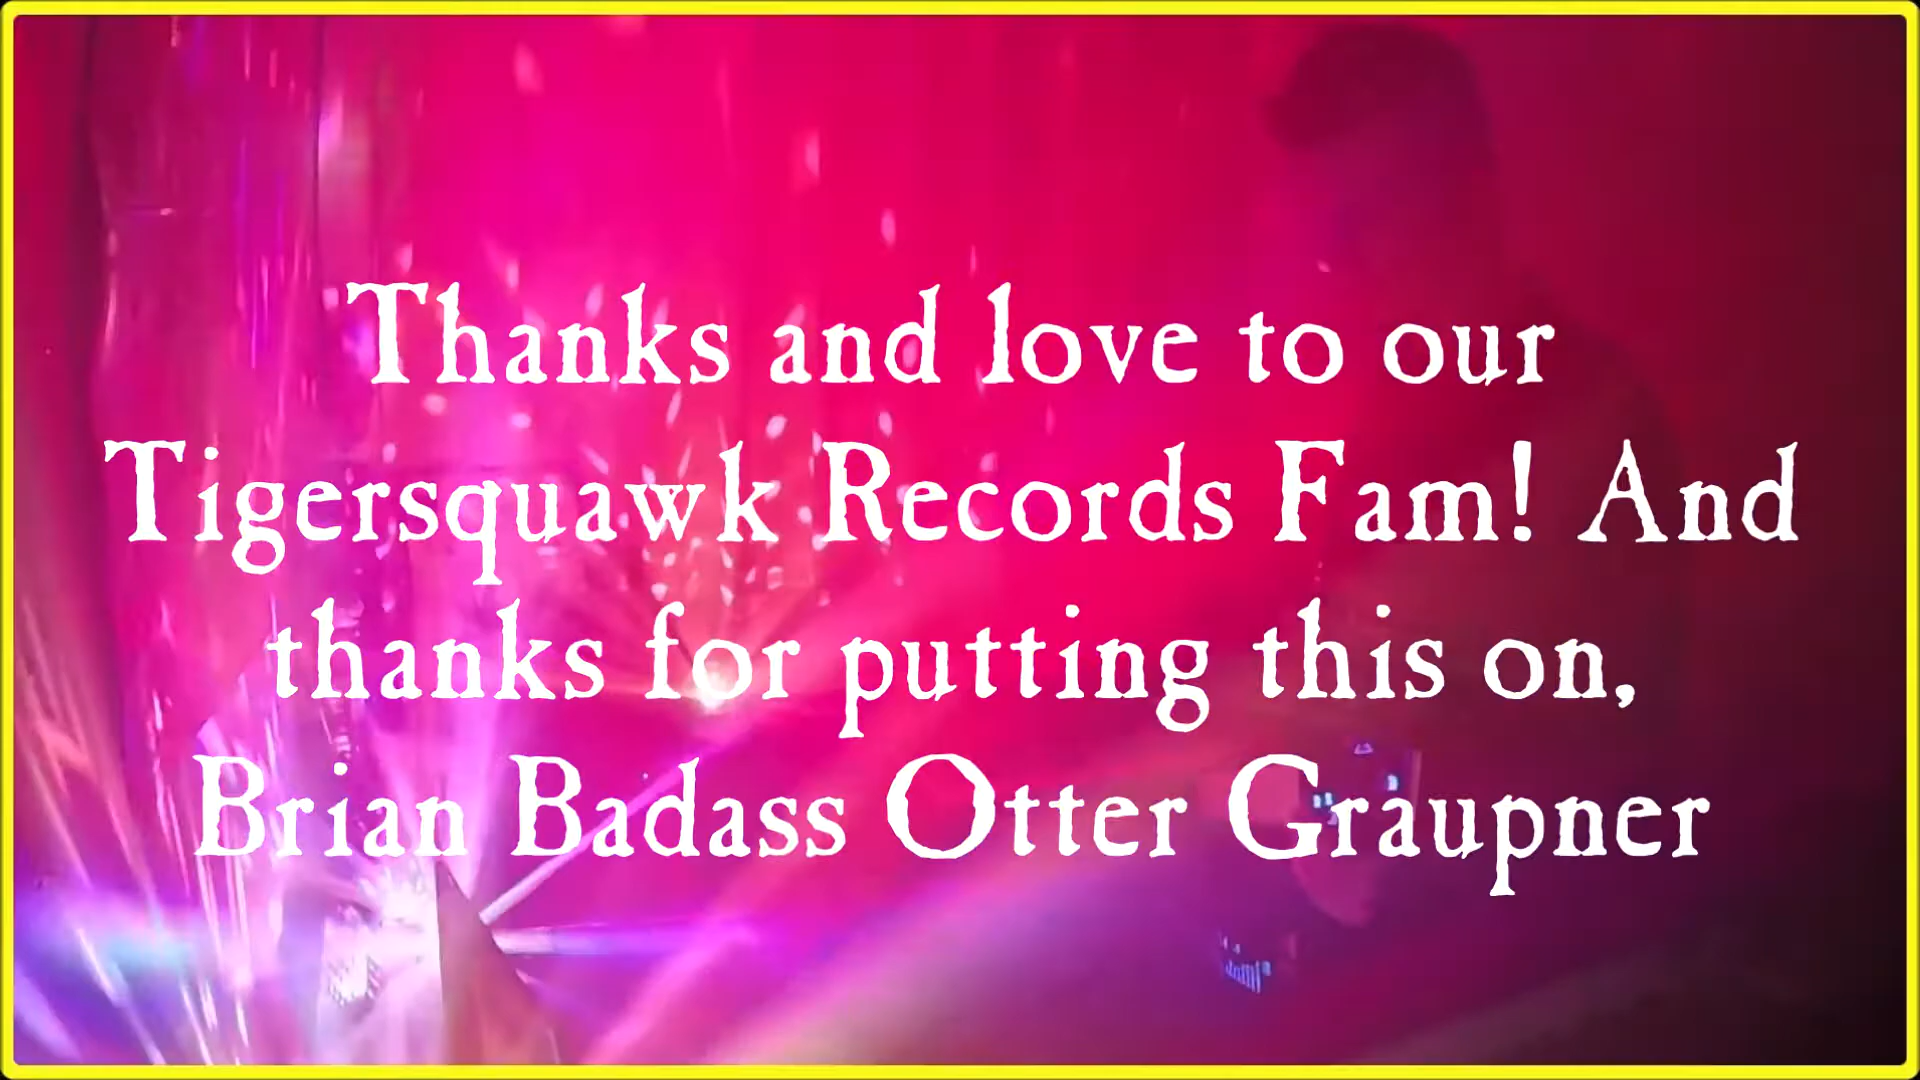 Thanks and love to our
Tigersquawk Records Fam! And
thanks for putting this on,
Brian Badass Otter Graupner